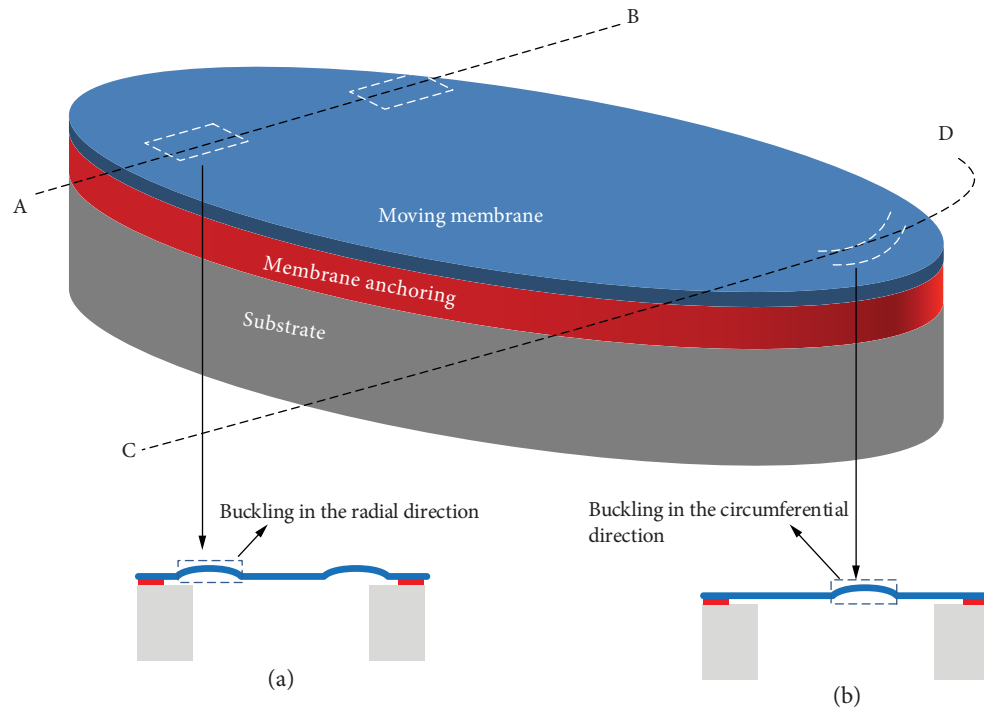 B
D
A
Moving membrane
Membrane anchoring
Substrate
C
Buckling in the radial direction
Buckling in the circumferential
direction
(a)
(b)